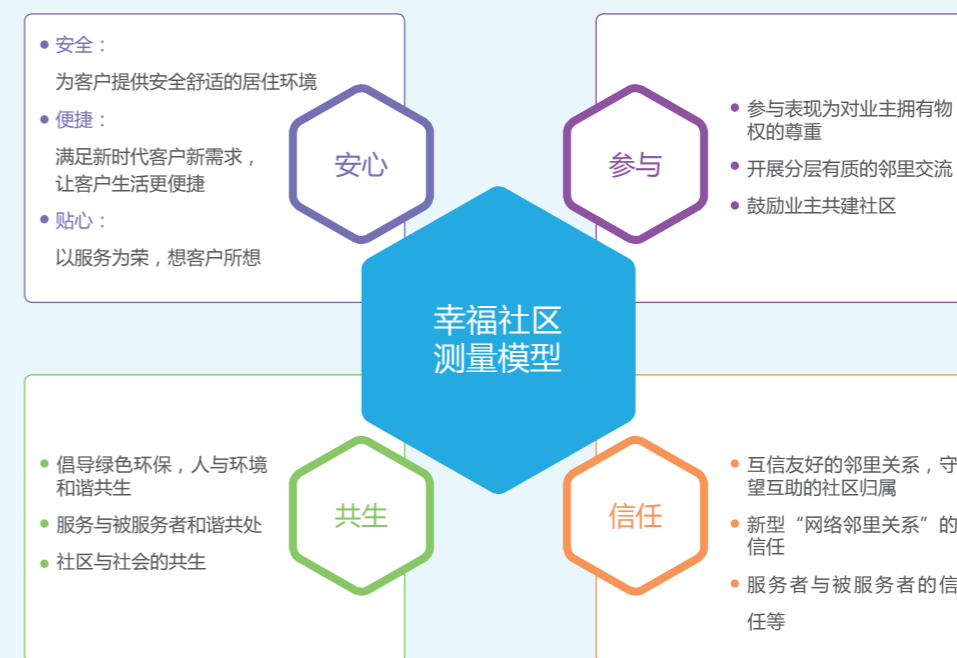 安全：
为客户提供安全舒适的居住环境
便捷：
满足新时代客户新需求，
让客户生活更便捷
贴心：
以服务为荣，想客户所想
安心
参与
参与表现为对业主拥有物
权的尊重
开展分层有质的邻里交流
鼓励业主共建社区
幸福社区
测量模型
倡导绿色环保，人与环境
和谐共生
服务与被服务者和谐共处
社区与社会的共生
共生
信任
互信友好的邻里关系，守
望互助的社区归属
新型“网络邻里关系”的
信任
服务者与被服务者的信
任等